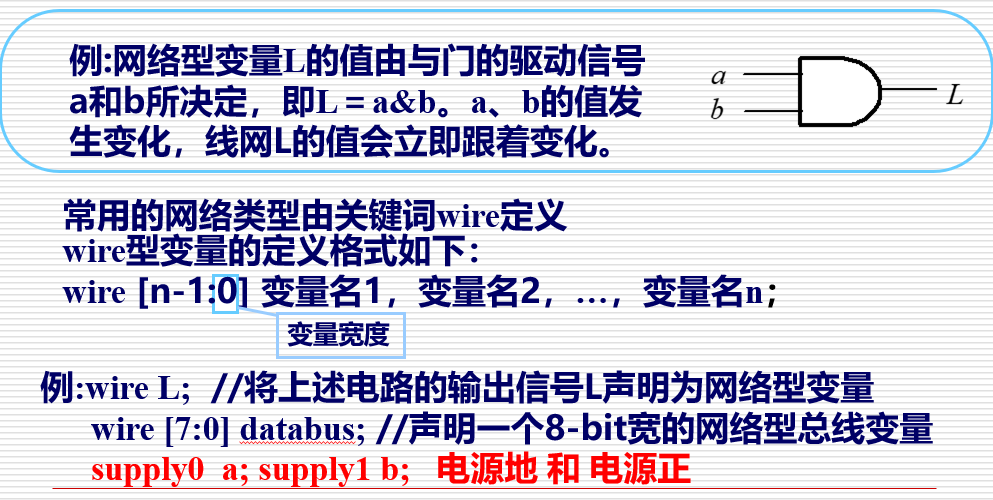 例:网络型变量L的值由与门的驱动信号
a和b所决定，即L＝a&b。a、b的值发
生变化，线网L的值会立即跟着变化。
a
b
L
常用的网络类型由关键词wire定义
wire型变量的定义格式如下：
wire [n-1:0] 变量名1，变量名2，…，变量名n；
变量宽度
例:wire L; //将上述电路的输出信号L声明为网络型变量
wire [7:0] databus; //声明一个8-bit宽的网络型总线变量
supply0 a; supply1 b; 电源地 和 电源正